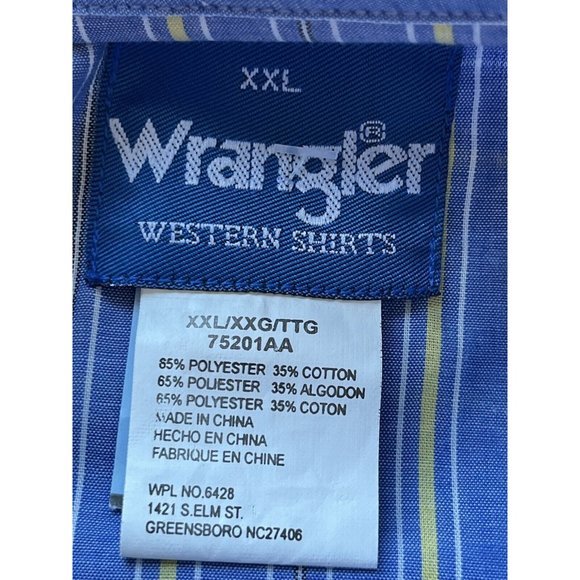 XXL
Wrangler®
WESTERN SHIRTS
XXL/XXG/TTG
75201AA
65% POLYESTER 35% COTTON
65% POLIESTER 35% ALGODON
65% POLYESTER 35% COTON
MADE IN CHINA
HECHO EN CHINA
FABRIQUE EN CHINE
WPL NO.6428
1421 S.ELM ST.
GREENSBORO NC27406